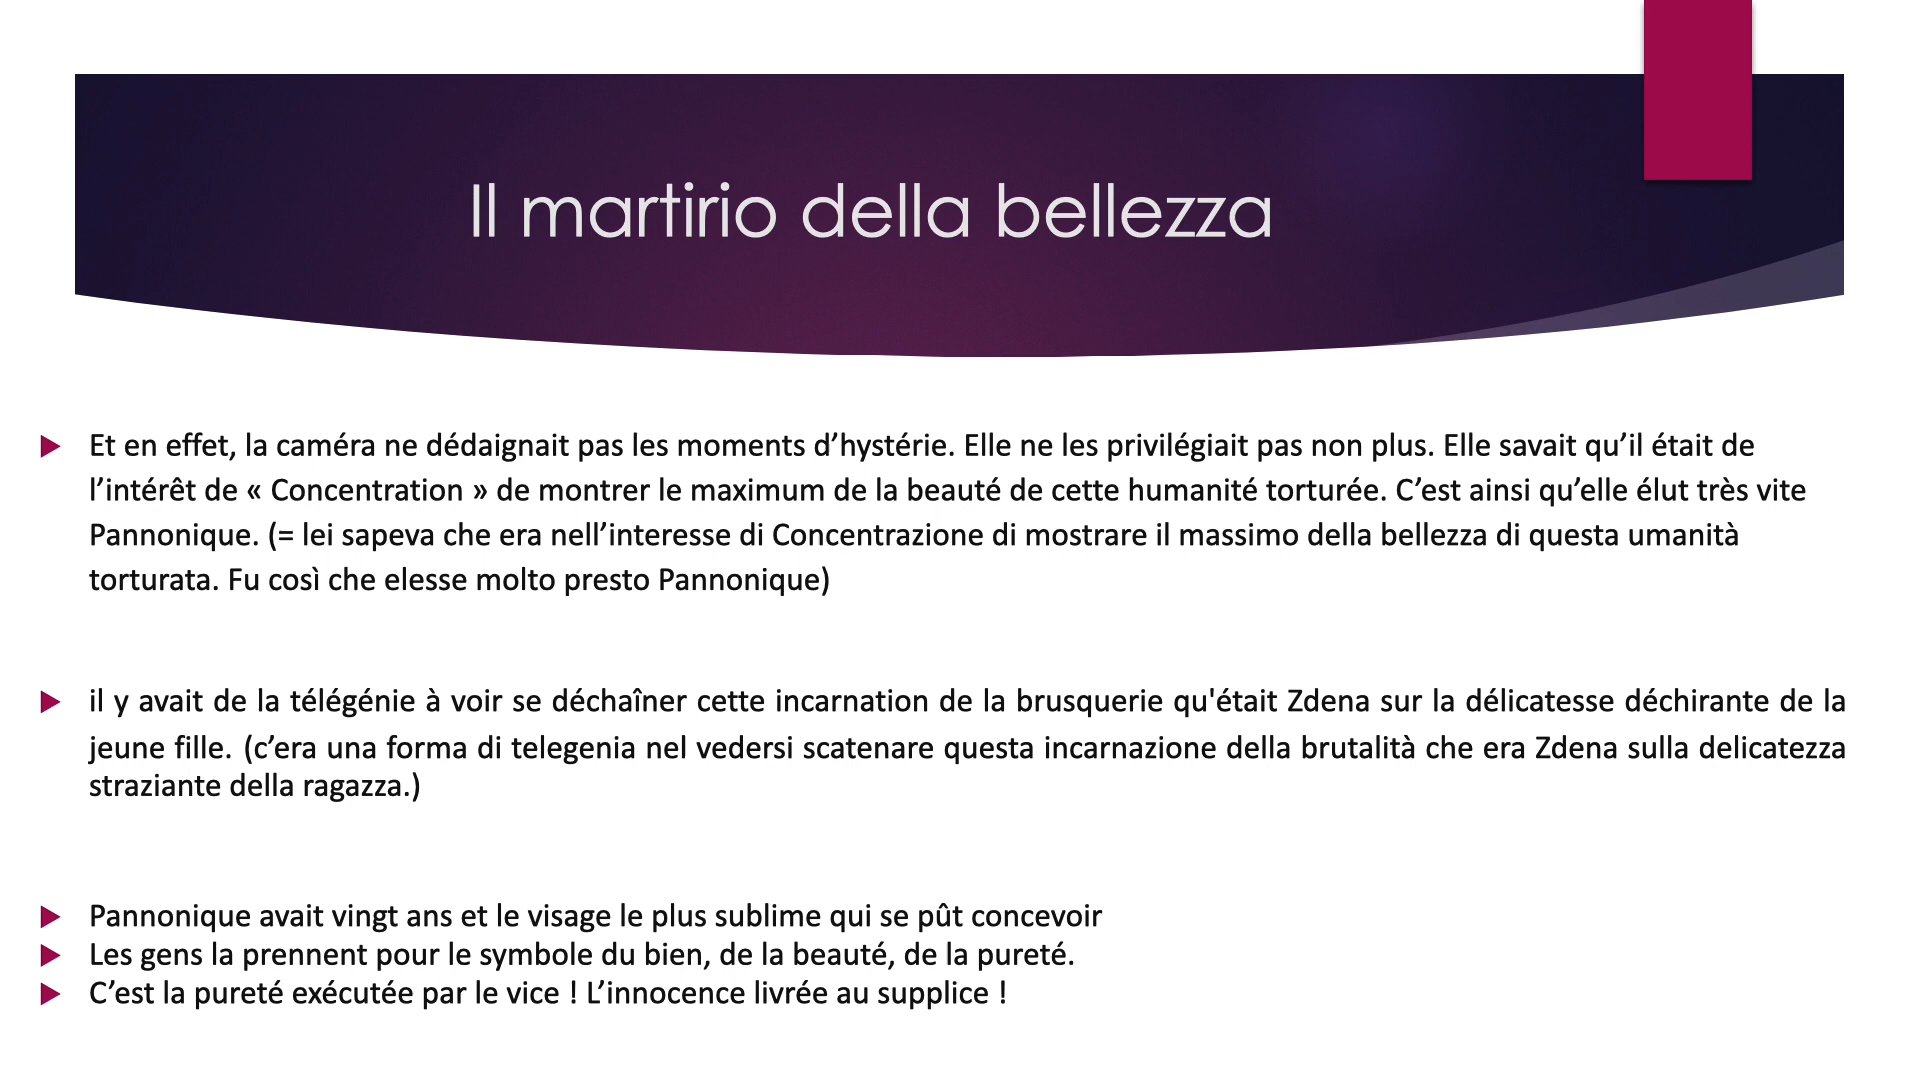 Il martirio della bellezza
Et en effet, la caméra ne dédaignait pas les moments d’hystérie. Elle ne les privilégiait pas non plus. Elle savait qu’il était de
l’intérêt de « Concentration » de montrer le maximum de la beauté de cette humanité torturée. C’est ainsi qu’elle élut très vite
Pannonique. (= lei sapeva che era nell’interesse di Concentrazione di mostrare il massimo della bellezza di questa umanità
torturata. Fu così che elesse molto presto Pannonique)
il y avait de la télégénie à voir se déchaîner cette incarnation de la brusquerie qu'était Zdena sur la délicatesse déchirante de la
jeune fille. (c’era una forma di telegenia nel vedersi scatenare questa incarnazione della brutalità che era Zdena sulla delicatezza
straziante della ragazza.)
Pannonique avait vingt ans et le visage le plus sublime qui se pût concevoir
Les gens la prennent pour le symbole du bien, de la beauté, de la pureté.
C’est la pureté exécutée par le vice ! L’innocence livrée au supplice !